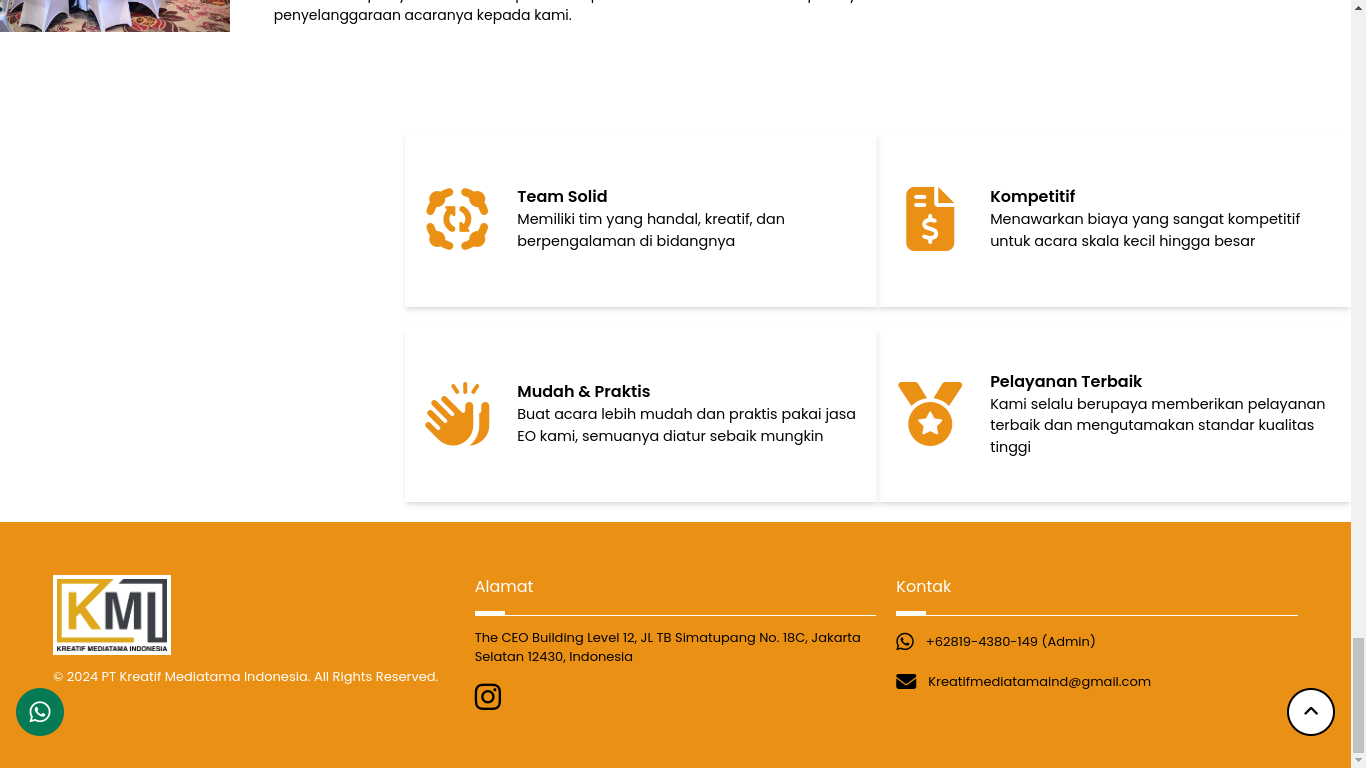 penyelanggaraan acaranya kepada kami.
Team Solid
Memiliki tim yang handal, kreatif, dan
berpengalaman di bidangnya
Kompetitif
Menawarkan biaya yang sangat kompetitif
untuk acara skala kecil hingga besar
Mudah & Praktis
Buat acara lebih mudah dan praktis pakai jasa
EO kami, semuanya diatur sebaik mungkin
Pelayanan Terbaik
Kami selalu berupaya memberikan pelayanan
terbaik dan mengutamakan standar kualitas
tinggi
KMI
KREATIF MEDIATAMA INDONESIA
© 2024 PT Kreatif Mediatama Indonesia. All Rights Reserved.
Alamat
The CEO Building Level 12, JL TB Simatupang No. 18C, Jakarta
Selatan 12430, Indonesia
Kontak
+62819-4380-149 (Admin)
Kreatifmediatamaind@gmail.com